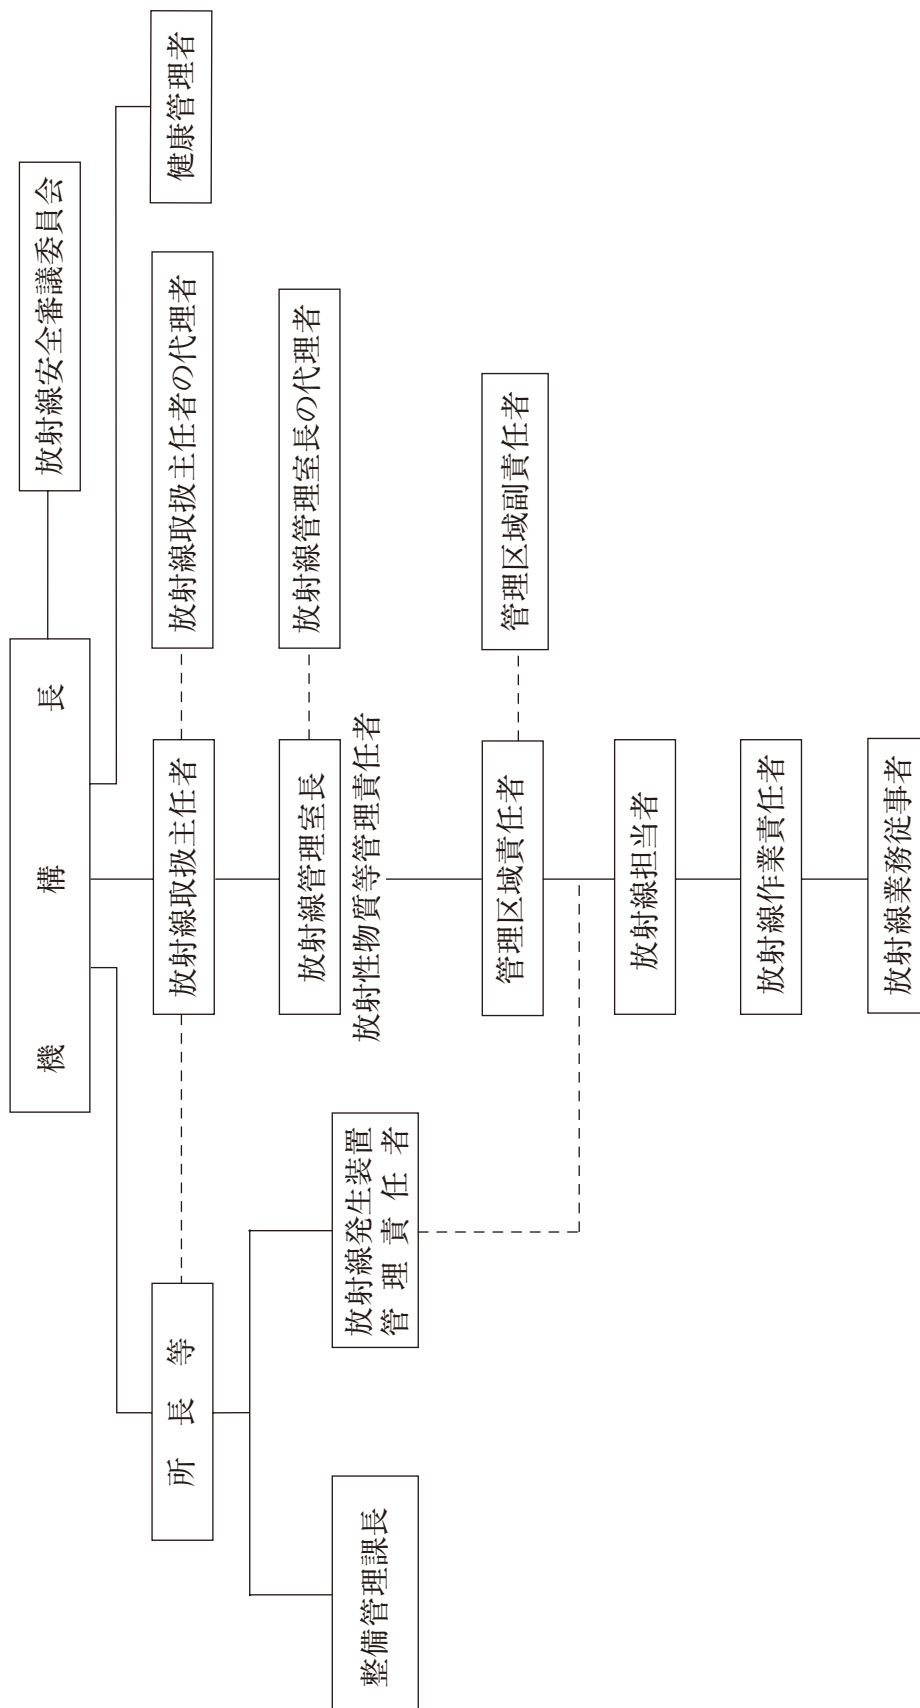 放射線安全審議委員会
機構長
健康管理者
所長等
放射線取扱主任者
放射線取扱主任者の代理者
放射線管理室長
放射性物質等管理責任者
放射線管理室長の代理者
整備管理課長
放射線発生装置
管理責任者
管理区域責任者
管理区域副責任者
放射線担当者
放射線作業責任者
放射線業務従事者